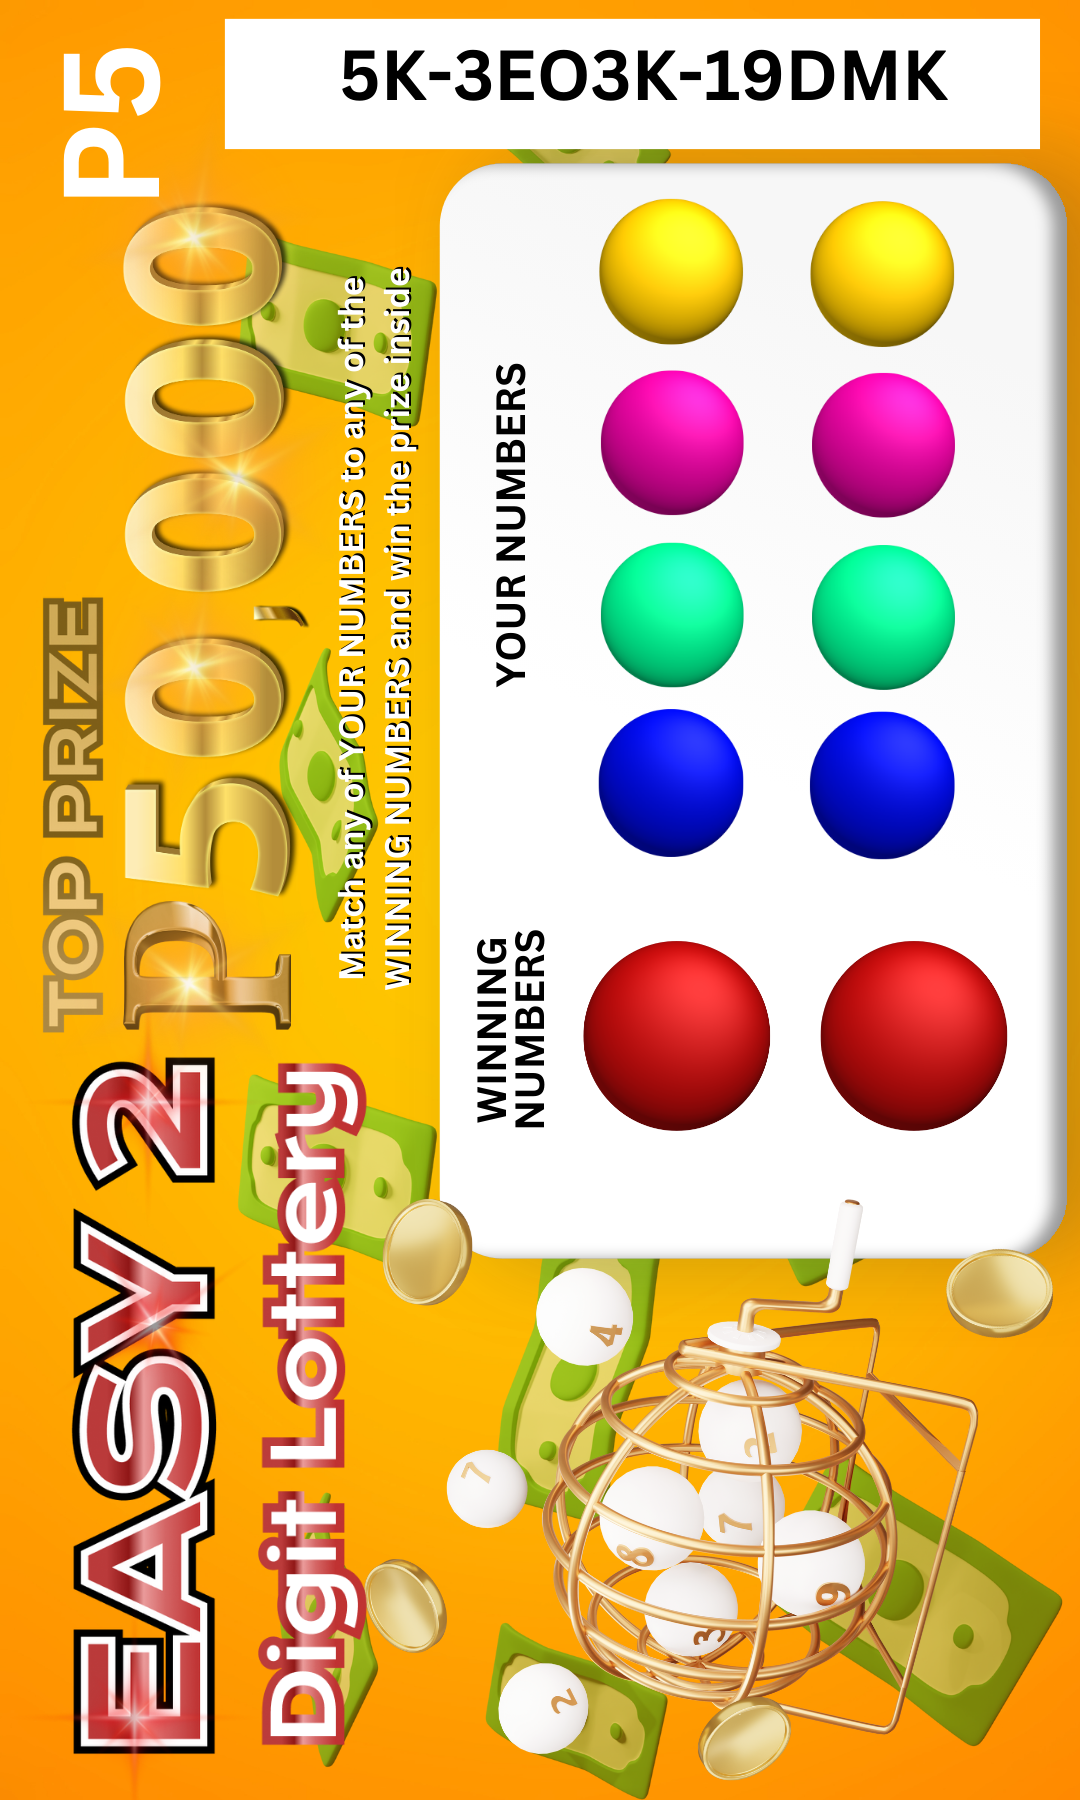 5K-3EO3K-19DMK
P5
TOP PRIZE
P50,000
EASY 2
Digit Lottery
Match any of YOUR NUMBERS to any of the
WINNING NUMBERS and win the prize inside
WINNING
NUMBERS
YOUR NUMBERS
4
7
2
7
8
9
3
2